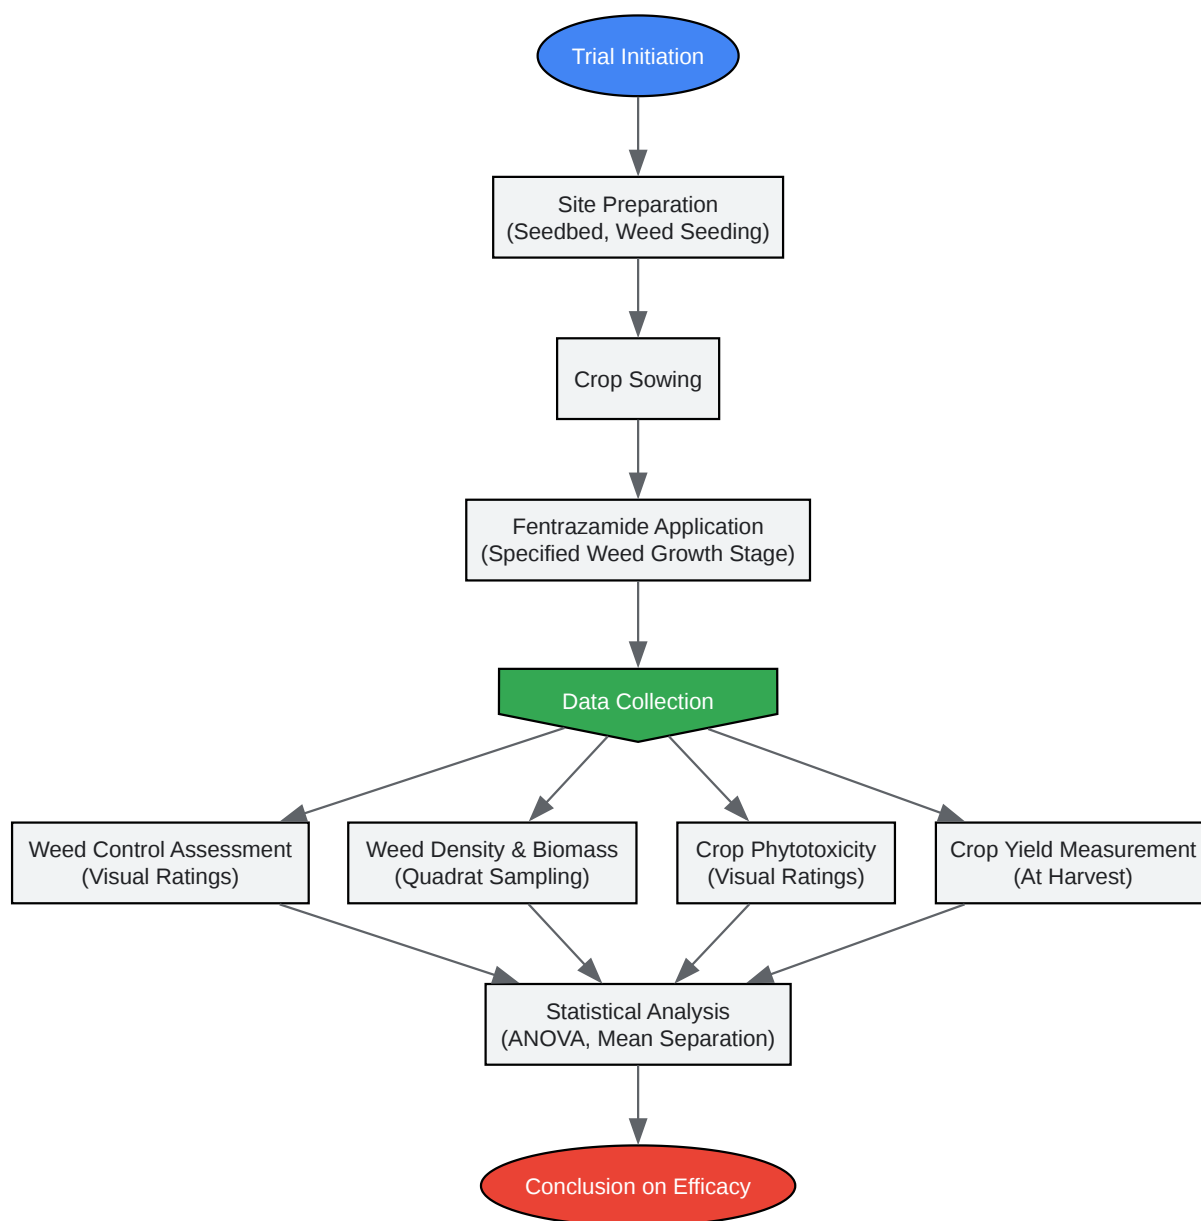 Trial Initiation
Site Preparation
(Seedbed, Weed Seeding)
Crop Sowing
Fentrazamide Application
(Specified Weed Growth Stage)
Data Collection
Weed Control Assessment
(Visual Ratings)
Weed Density & Biomass
(Quadrat Sampling)
Crop Phytotoxicity
(Visual Ratings)
Crop Yield Measurement
(At Harvest)
Statistical Analysis
(ANOVA, Mean Separation)
Conclusion on Efficacy